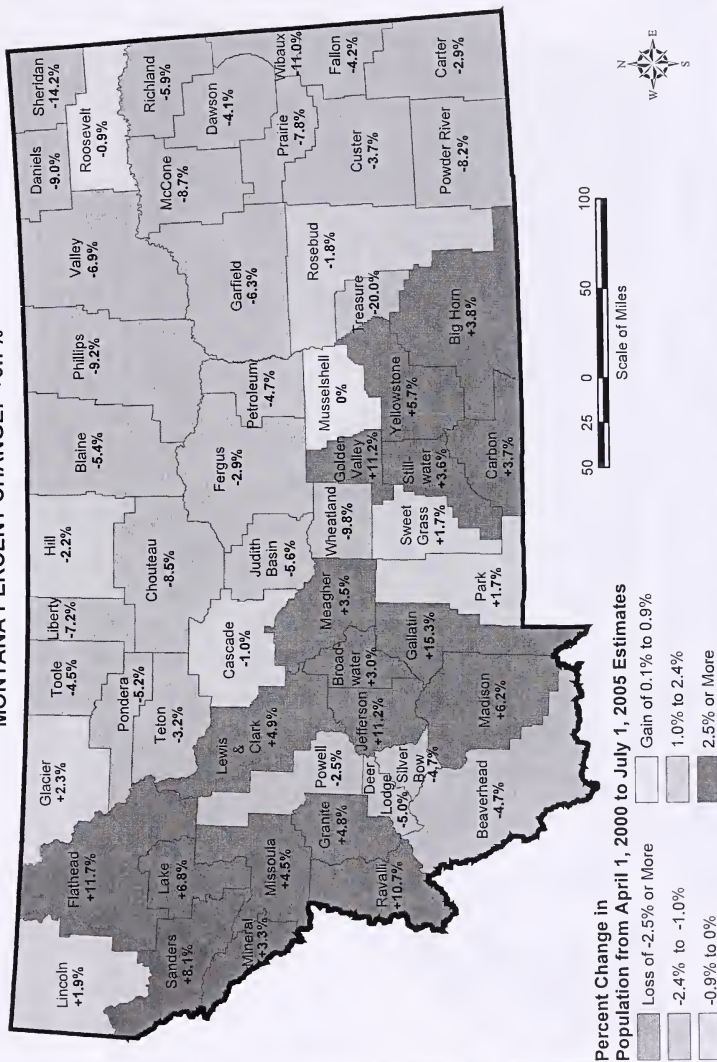 MONTANA PERCENT CHANGE:
Lincoln
+1.9%
Flathead
+11.7%
Glacier
+2.3%
Toole
-4.5%
Liberty
-7.2%
Hill
-2.2%
Blaine
-5.4%
Phillips
-9.2%
Valley
-6.9%
Daniels
-9.0%
Sheridan
-14.2%
Roosevelt
-0.9%
Sanders
+8.1%
Lake
+6.8%
Pondera
-5.2%
Teton
-3.2%
Chouteau
-8.5%
Richland
-5.9%
McCone
-8.7%
Dawson
-4.1%
Garfield
-6.3%
Mineral
+3.3%
Missoula
+4.5%
Lewis
&
Clark
+4.9%
Cascade
-1.0%
Judith
Basin
-5.6%
Fergus
-2.9%
Petroleum
-4.7%
Prairie
-7.8%
Wibaux
-11.0%
Powell
-2.5%
Granite
+4.8%
Ravalli
+10.7%
Deer
Lodge
-5.0%
Silver
Bow
-4.7%
Jefferson
+11.2%
Broad-
water
+3.0%
Meagher
+3.5%
Wheatland
-9.8%
Golden
Valley
+11.2%
Musselshell
0%
Treasure
-20.0%
Rosebud
-1.8%
Custer
-3.7%
Fallon
-4.2%
Beaverhead
-4.7%
Madison
+6.2%
Gallatin
+15.3%
Park
+1.7%
Sweet
Grass
+1.7%
Still-
water
+3.6%
Yellowstone
+5.7%
Carbon
+3.7%
Big Horn
+3.8%
Powder River
-8.2%
Carter
-2.9%
Percent Change in
Population from April 1, 2000 to July 1, 2005 Estimates
Loss of -2.5% or More
-2.4% to -1.0%
-0.9% to 0%
Gain of 0.1% to 0.9%
1.0% to 2.4%
2.5% or More
50 25 0 50 100
Scale of Miles
N
W E
S